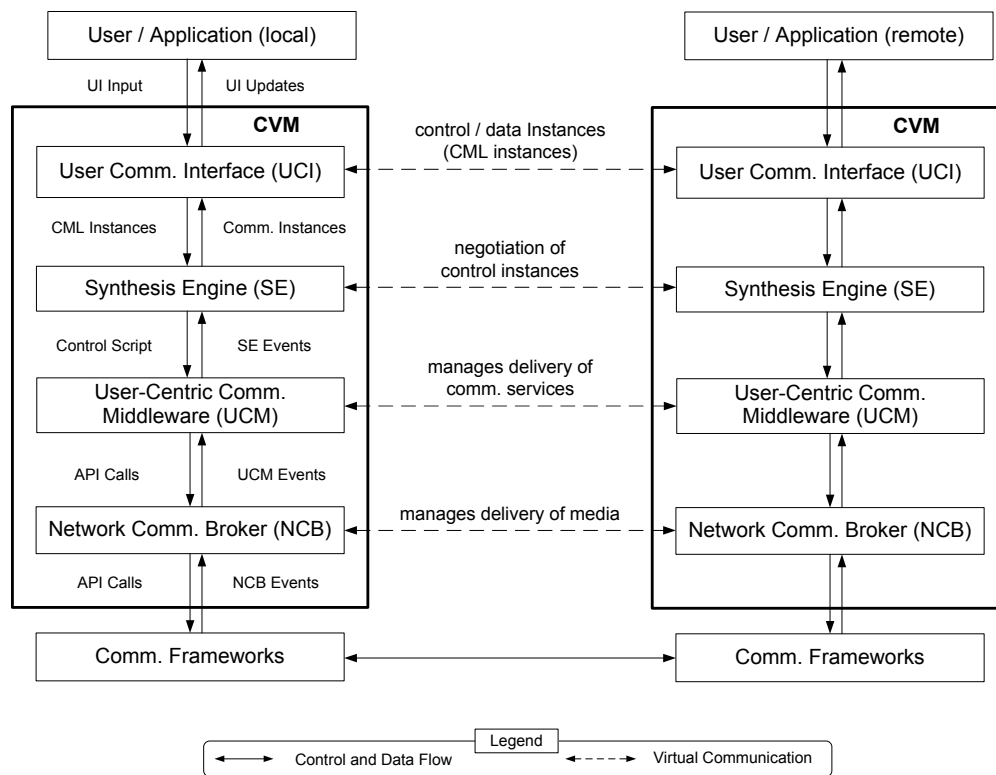 User / Application (local)
User / Application (remote)
UI Input
UI Updates
CVM
CVM
control / data Instances
(CML instances)
User Comm. Interface (UCI)
User Comm. Interface (UCI)
CML Instances
Comm. Instances
negotiation of
control instances
Synthesis Engine (SE)
Synthesis Engine (SE)
Control Script
SE Events
manages delivery of
comm. services
User-Centric Comm.
Middleware (UCM)
User-Centric Comm.
Middleware (UCM)
API Calls
UCM Events
manages delivery of media
Network Comm. Broker (NCB)
Network Comm. Broker (NCB)
API Calls
NCB Events
Comm. Frameworks
Comm. Frameworks
Legend
Control and Data Flow
Virtual Communication